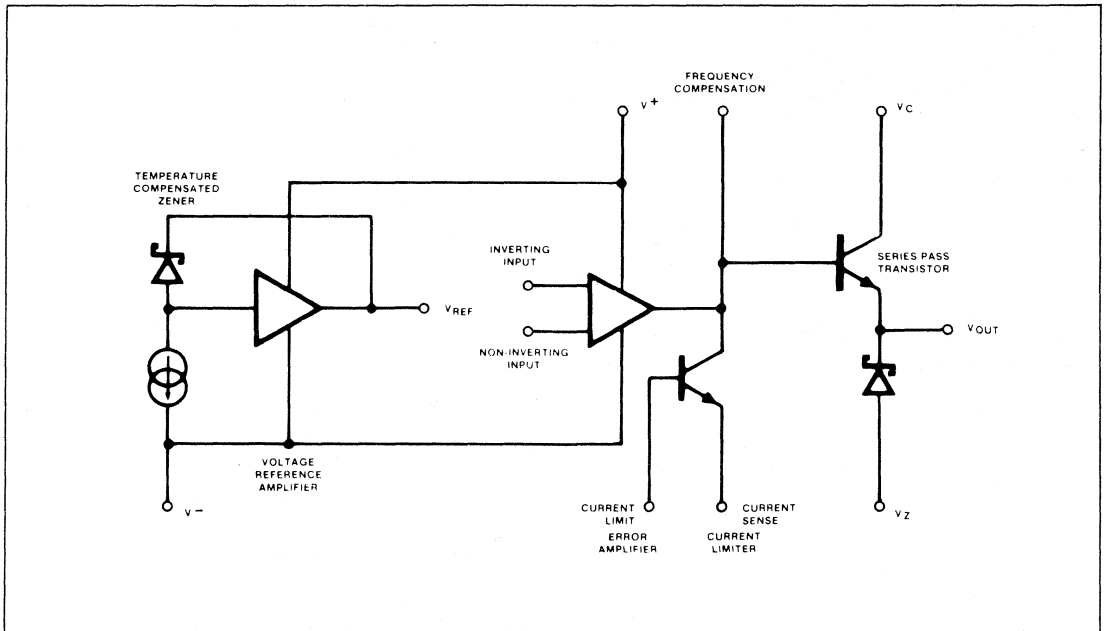 FREQUENCY
COMPENSATION
V+
VC
TEMPERATURE
COMPENSATED
ZENER
INVERTING
INPUT
SERIES PASS
TRANSISTOR
VREF
VOUT
NON-INVERTING
INPUT
VOLTAGE
REFERENCE
AMPLIFIER
V-
CURRENT
LIMIT
ERROR
AMPLIFIER
CURRENT
SENSE
CURRENT
LIMITER
VZ